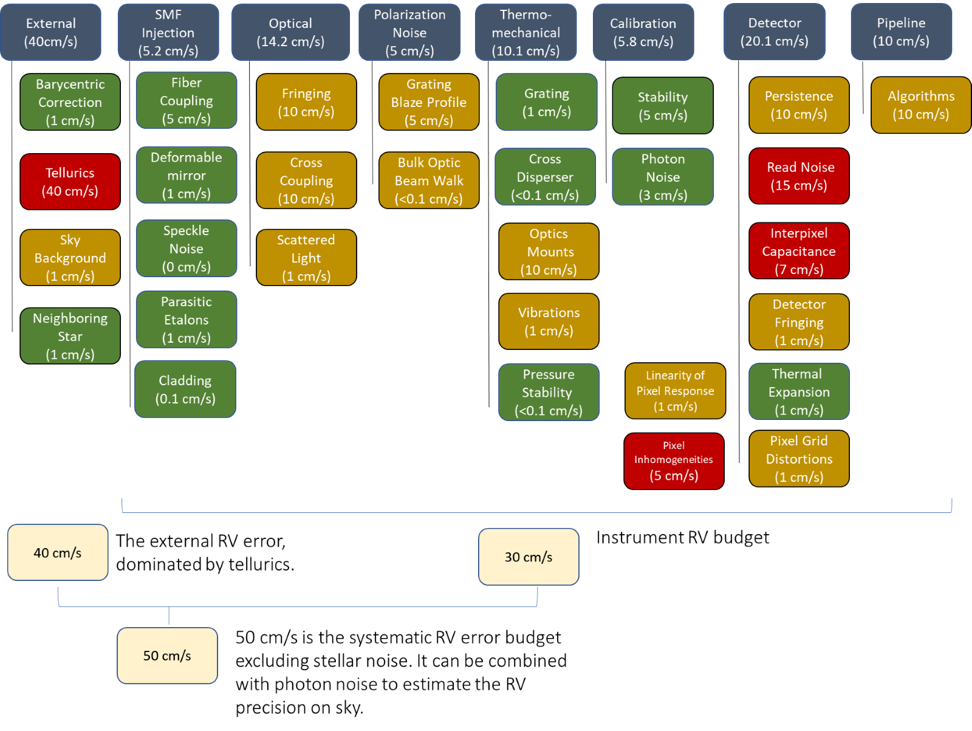 External
(40cm/s)
SMF
Injection
(5.2 cm/s)
Optical
(14.2 cm/s)
Polarization
Noise
(5 cm/s)
Thermo-
mechanical
(10.1 cm/s)
Calibration
(5.8 cm/s)
Detector
(20.1 cm/s)
Pipeline
(10 cm/s)
Barycentric
Correction
(1 cm/s)
Tellurics
(40 cm/s)
Sky
Background
(1 cm/s)
Neighboring
Star
(1 cm/s)
Fiber
Coupling
(5 cm/s)
Deformable
mirror
(1 cm/s)
Speckle
Noise
(0 cm/s)
Parasitic
Etalons
(1 cm/s)
Cladding
(0.1 cm/s)
Fringing
(10 cm/s)
Cross
Coupling
(10 cm/s)
Scattered
Light
(1 cm/s)
Grating
Blaze Profile
(5 cm/s)
Bulk Optic
Beam Walk
(<0.1 cm/s)
Grating
(1 cm/s)
Cross
Disperser
(<0.1 cm/s)
Optics
Mounts
(10 cm/s)
Vibrations
(1 cm/s)
Pressure
Stability
(<0.1 cm/s)
Stability
(5 cm/s)
Photon
Noise
(3 cm/s)
Linearity of
Pixel Response
(1 cm/s)
Pixel
Inhomogeneities
(5 cm/s)
Persistence
(10 cm/s)
Read Noise
(15 cm/s)
Interpixel
Capacitance
(7 cm/s)
Detector
Fringing
(1 cm/s)
Thermal
Expansion
(1 cm/s)
Pixel Grid
Distortions
(1 cm/s)
Algorithms
(10 cm/s)
40 cm/s
The external RV error,
dominated by tellurics.
30 cm/s
Instrument RV budget
50 cm/s
50 cm/s is the systematic RV error budget
excluding stellar noise. It can be combined
with photon noise to estimate the RV
precision on sky.